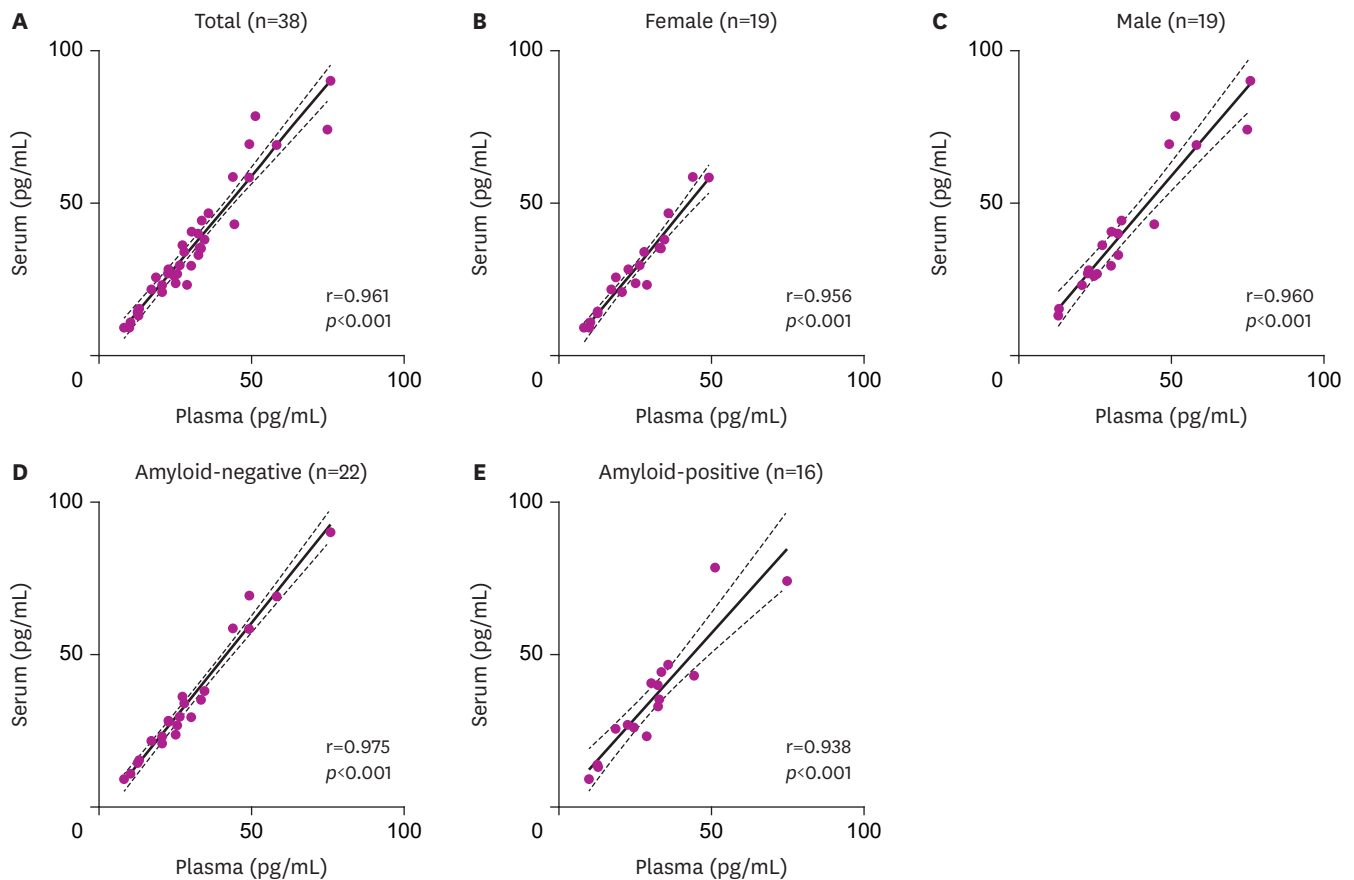 A Total (n=38)
100
50
0 50 100
Serum (pg/mL)
Plasma (pg/mL)
r=0.961
p<0.001
B Female (n=19)
100
50
0 50 100
Serum (pg/mL)
Plasma (pg/mL)
r=0.956
p<0.001
C Male (n=19)
100
50
0 50 100
Serum (pg/mL)
Plasma (pg/mL)
r=0.960
p<0.001
D Amyloid-negative (n=22)
100
50
0 50 100
Serum (pg/mL)
Plasma (pg/mL)
r=0.975
p<0.001
E Amyloid-positive (n=16)
100
50
0 50 100
Serum (pg/mL)
Plasma (pg/mL)
r=0.938
p<0.001